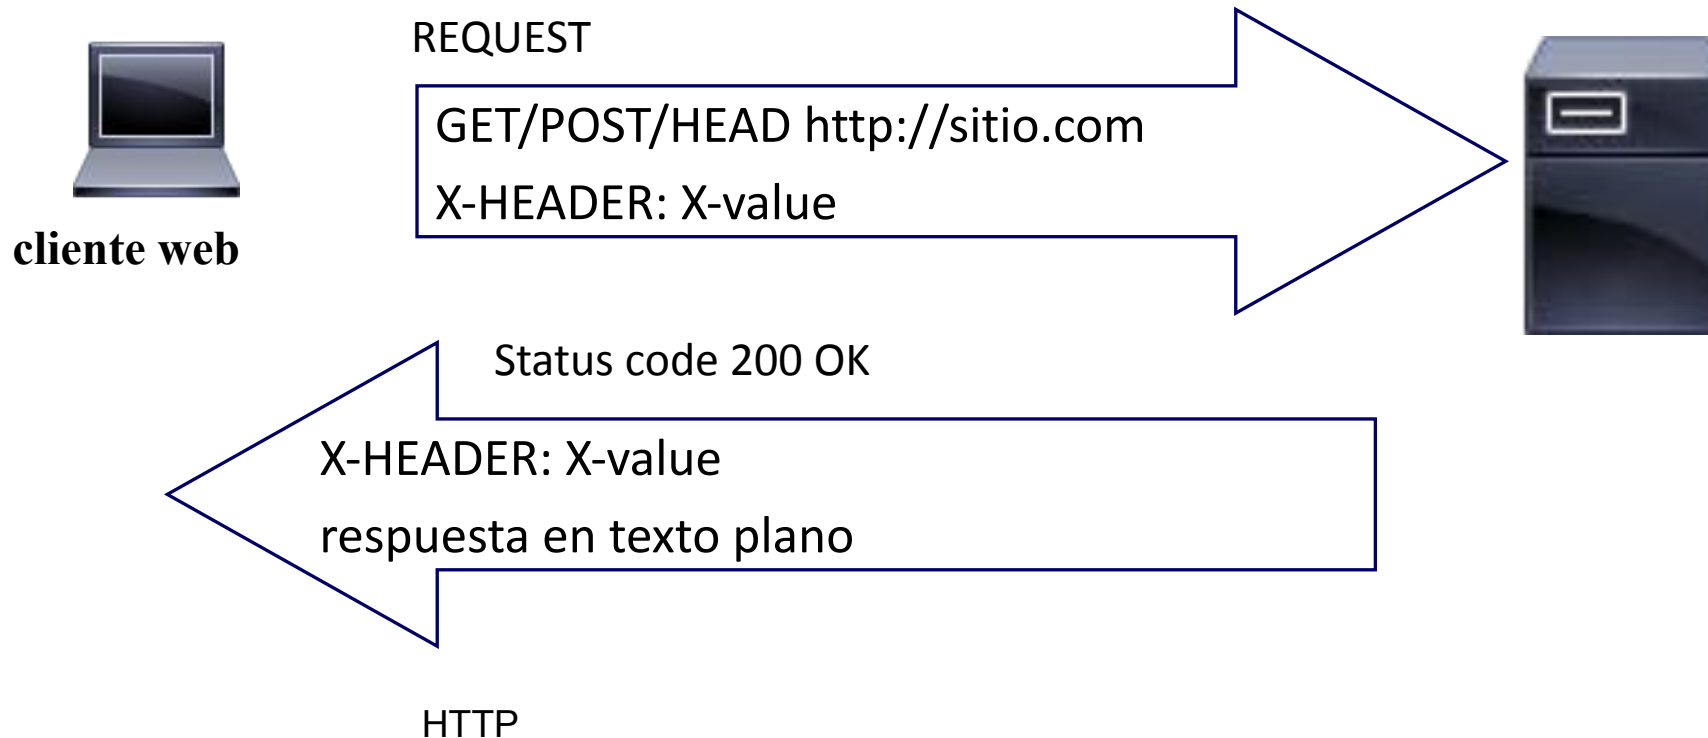 REQUEST
GET/POST/HEAD http://sitio.com
X-HEADER: X-value
cliente web
Status code 200 OK
X-HEADER: X-value
respuesta en texto plano
HTTP